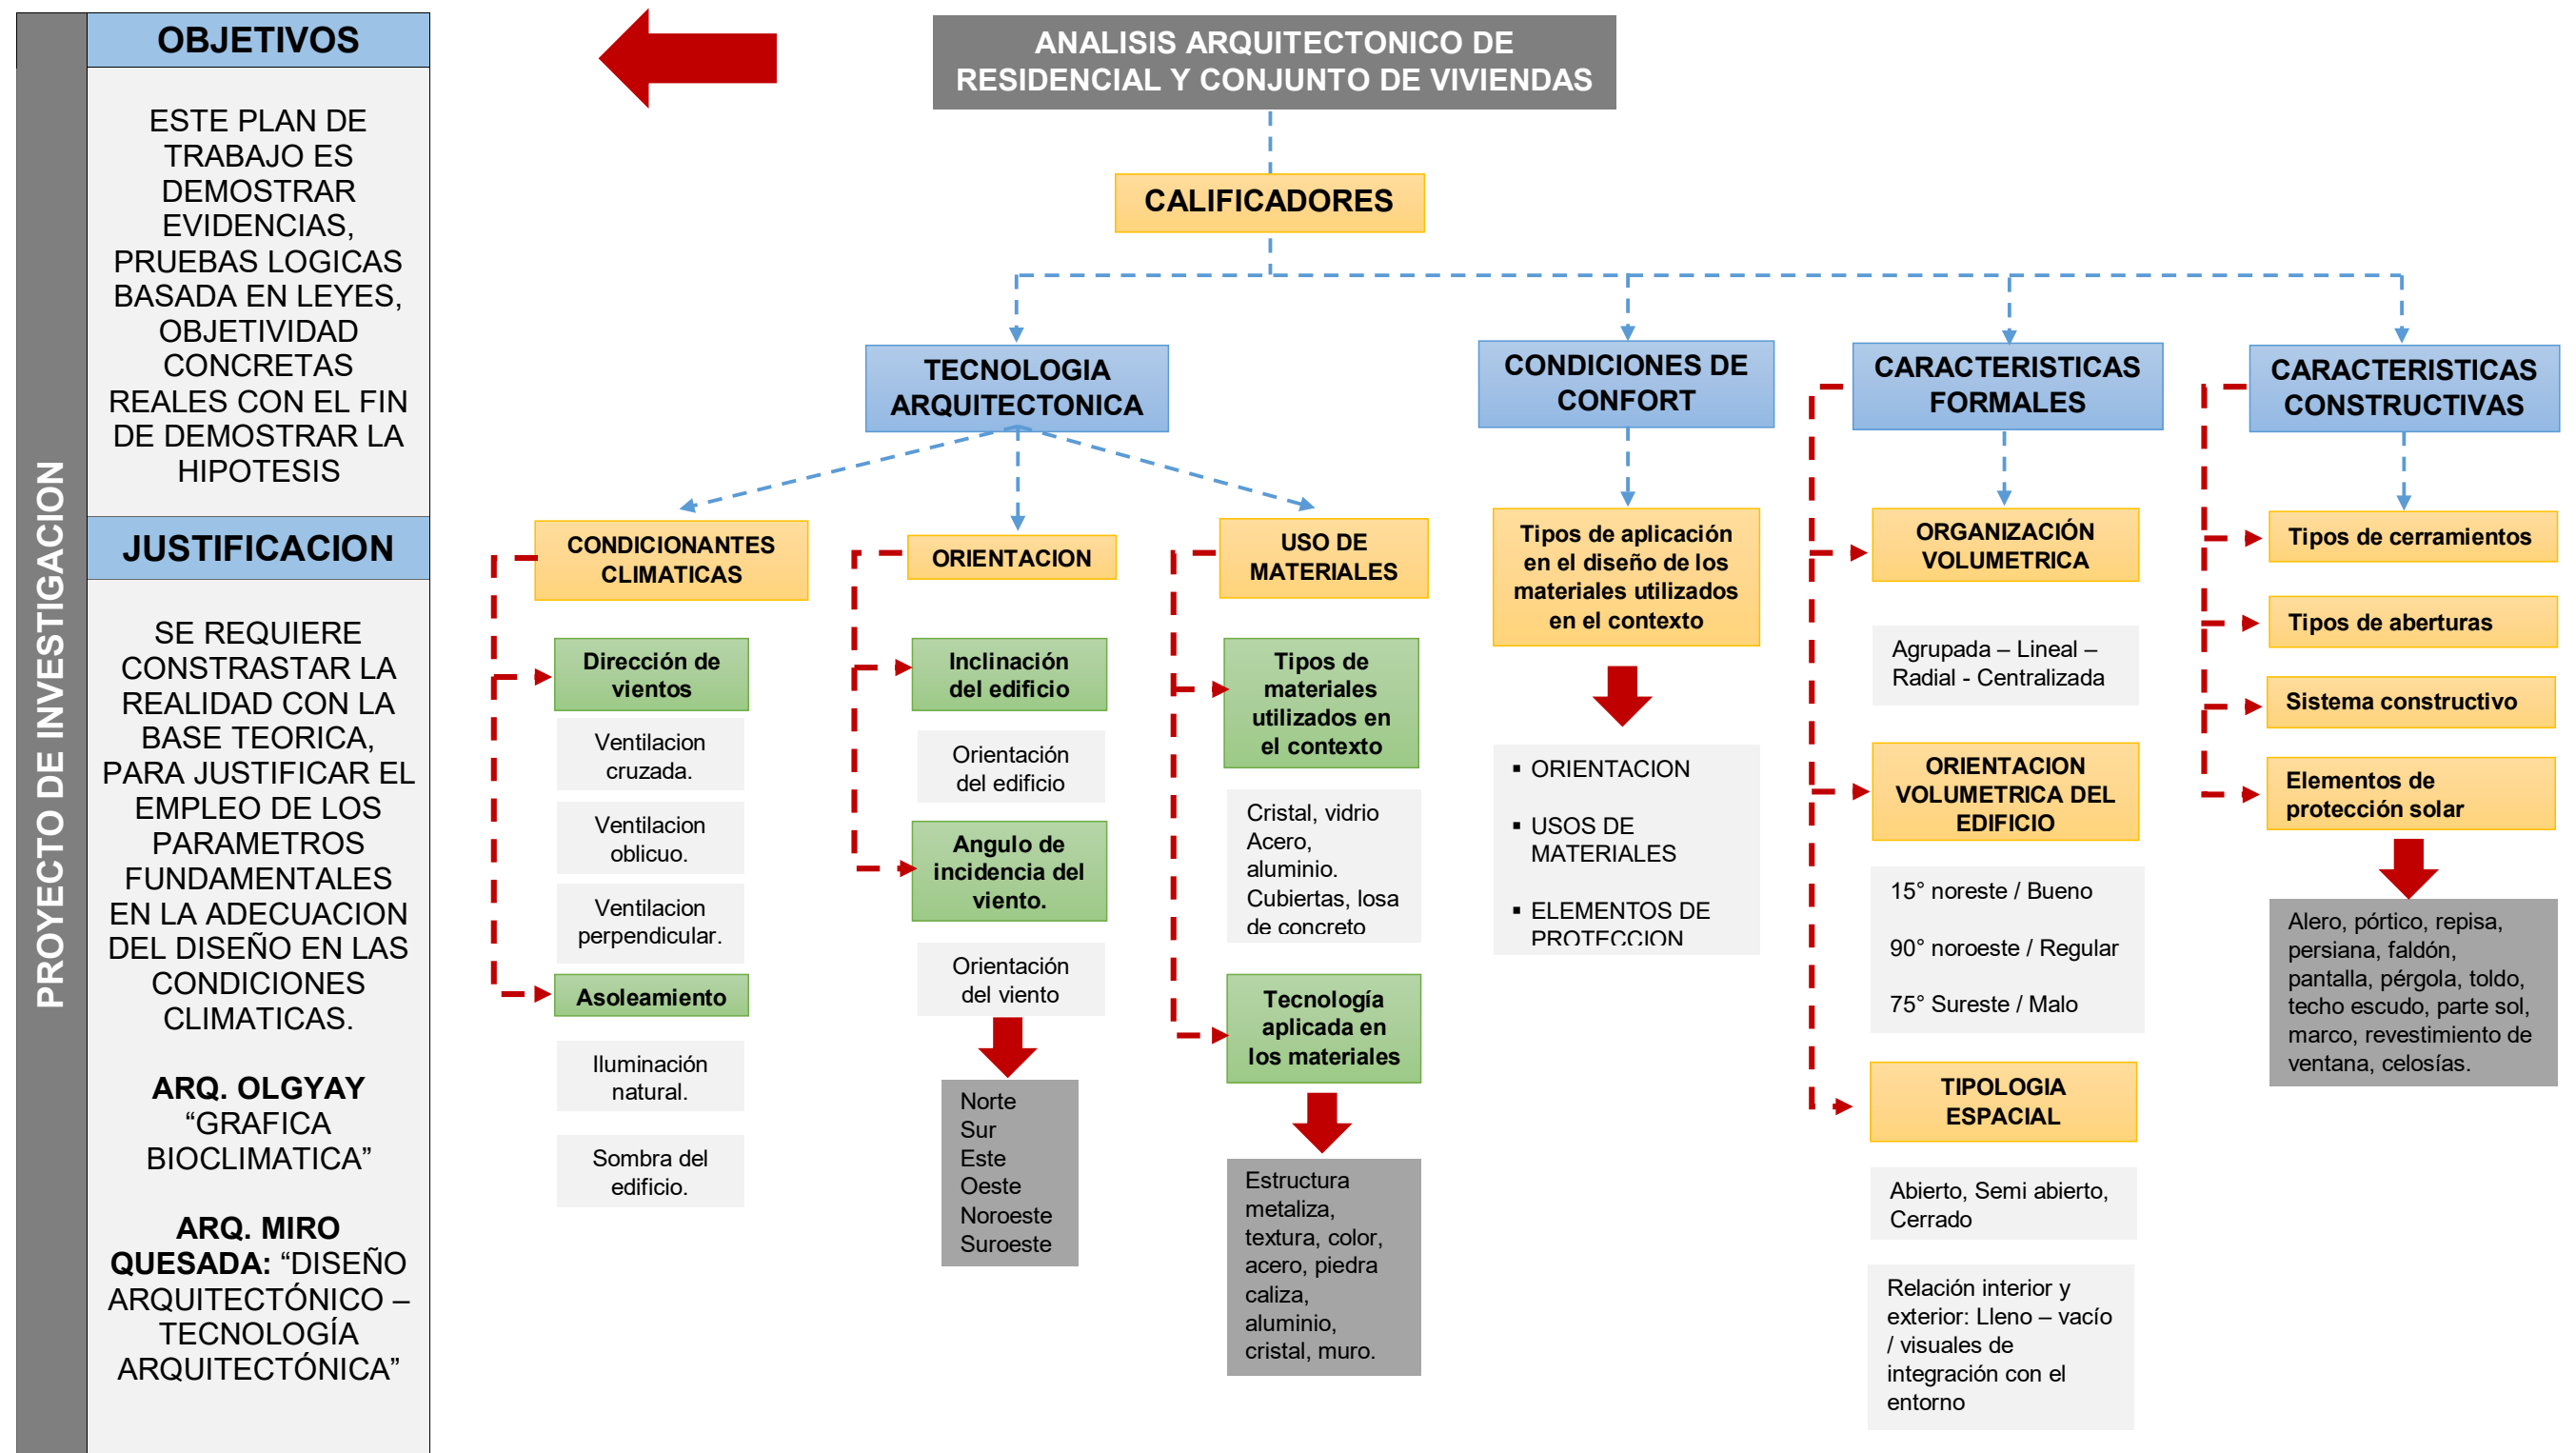 PROYECTO DE INVESTIGACION
OBJETIVOS
ESTE PLAN DE
TRABAJO ES
DEMOSTRAR
EVIDENCIAS,
PRUEBAS LOGICAS
BASADA EN LEYES,
OBJETIVIDAD
CONCRETAS
REALES CON EL FIN
DE DEMOSTRAR LA
HIPOTESIS
JUSTIFICACION
SE REQUIERE
CONSTRASTAR LA
REALIDAD CON LA
BASE TEORICA,
PARA JUSTIFICAR EL
EMPLEO DE LOS
PARAMETROS
FUNDAMENTALES
EN LA ADECUACION
DEL DISEÑO EN LAS
CONDICIONES
CLIMATICAS.
ARQ. OLGYAY
“GRAFICA
BIOCLIMATICA”
ARQ. MIRO
QUESADA: “DISEÑO
ARQUITECTÓNICO –
TECNOLOGÍA
ARQUITECTÓNICA”
ANALISIS ARQUITECTONICO DE
RESIDENCIAL Y CONJUNTO DE VIVIENDAS
CALIFICADORES
TECNOLOGIA
ARQUITECTONICA
CONDICIONANTES
CLIMATICAS
Dirección de
vientos
Ventilacion
cruzada.
Ventilacion
oblicuo.
Ventilacion
perpendicular.
Asoleamiento
Iluminación
natural.
Sombra del
edificio.
ORIENTACION
Inclinación
del edificio
Orientación
del edificio
Angulo de
incidencia del
viento.
Orientación
del viento
Norte
Sur
Este
Oeste
Noroeste
Suroeste
USO DE
MATERIALES
Tipos de
materiales
utilizados en
el contexto
Cristal, vidrio
Acero,
aluminio.
Cubiertas, losa
de concreto
Tecnología
aplicada en
los materiales
Estructura
metaliza,
textura, color,
acero, piedra
caliza,
aluminio,
cristal, muro.
CONDICIONES DE
CONFORT
Tipos de aplicación
en el diseño de los
materiales utilizados
en el contexto
▪ ORIENTACION
▪ USOS DE
MATERIALES
▪ ELEMENTOS DE
PROTECCION
CARACTERISTICAS
FORMALES
ORGANIZACIÓN
VOLUMETRICA
Agrupada – Lineal –
Radial - Centralizada
ORIENTACION
VOLUMETRICA DEL
EDIFICIO
15° noreste / Bueno
90° noroeste / Regular
75° Sureste / Malo
TIPOLOGIA
ESPACIAL
Abierto, Semi abierto,
Cerrado
Relación interior y
exterior: Lleno – vacío
/ visuales de
integración con el
entorno
CARACTERISTICAS
CONSTRUCTIVAS
Tipos de cerramientos
Tipos de aberturas
Sistema constructivo
Elementos de
protección solar
Alero, pórtico, repisa,
persiana, faldón,
pantalla, pérgola, toldo,
techo escudo, parte sol,
marco, revestimiento de
ventana, celosías.